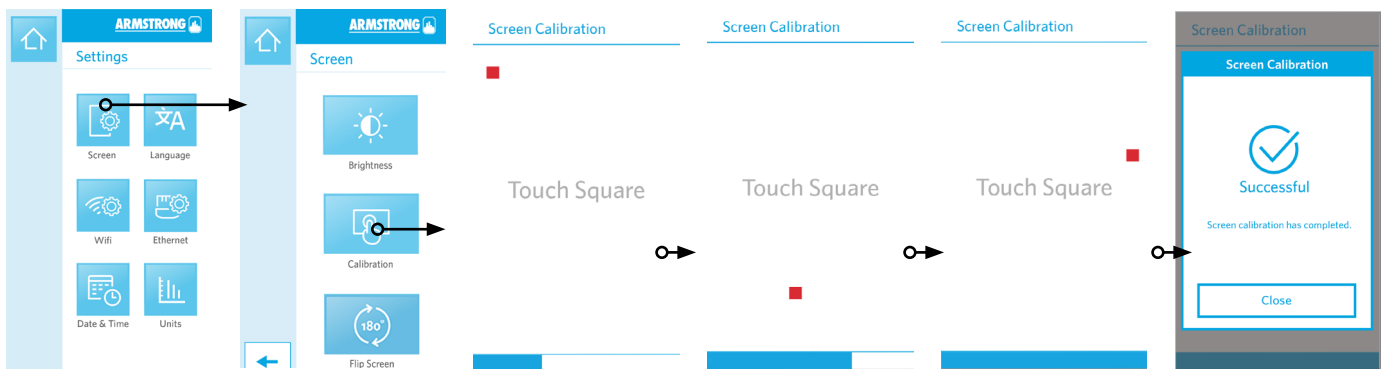 ARMSTRONG
Settings
Screen
文A
Language
Wifi
Ethernet
Date & Time
Units
ARMSTRONG
Screen
Brightness
Calibration
180°
Flip Screen
Screen Calibration
Touch Square
Screen Calibration
Touch Square
Screen Calibration
Touch Square
Screen Calibration
Screen Calibration
Successful
Screen calibration has completed.
Close